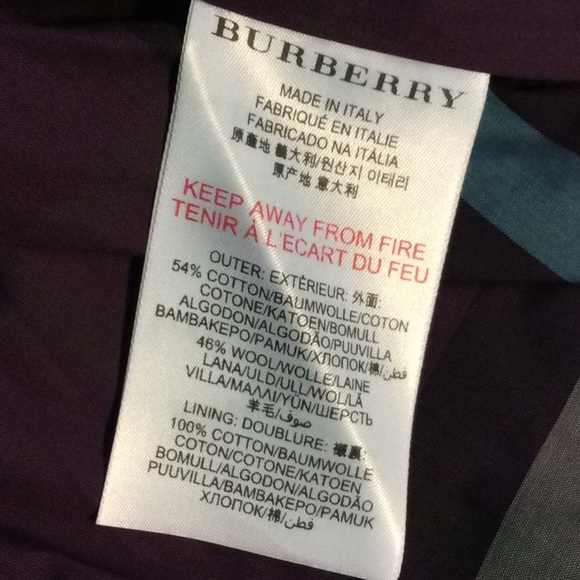 BURBERRY
MADE IN ITALY
FABRIQUÉ EN ITALIE
FABRICADO NA ITÁLIA
原產地 義大利/원산지 이태리
原产地 意大利
KEEP AWAY FROM FIRE
TENIR À L'ECART DU FEU
OUTER: EXTÉRIEUR: 外面:
54% COTTON/BAUMWOLLE/COTON
COTONE/KATOEN/BOMULL
ALGODON/ALGODÃO/PUUVILLA
BAMBAKEPO/PAMUK/ХЛОПОК/棉/قطن
46% WOOL/WOLLE/LAINE
LANA/ULD/ULL/WOL/LÃ
VILLA/ΜΑΛΛΙ/YÜN/ШЕРСТЬ
羊毛/صوف
LINING: DOUBLURE: 襯裏:
100% COTTON/BAUMWOLLE
COTON/COTONE/KATOEN
BOMULL/ALGODON/ALGODÃO
PUUVILLA/BAMBAKEPO/PAMUK
ХЛОПОК/棉/قطن